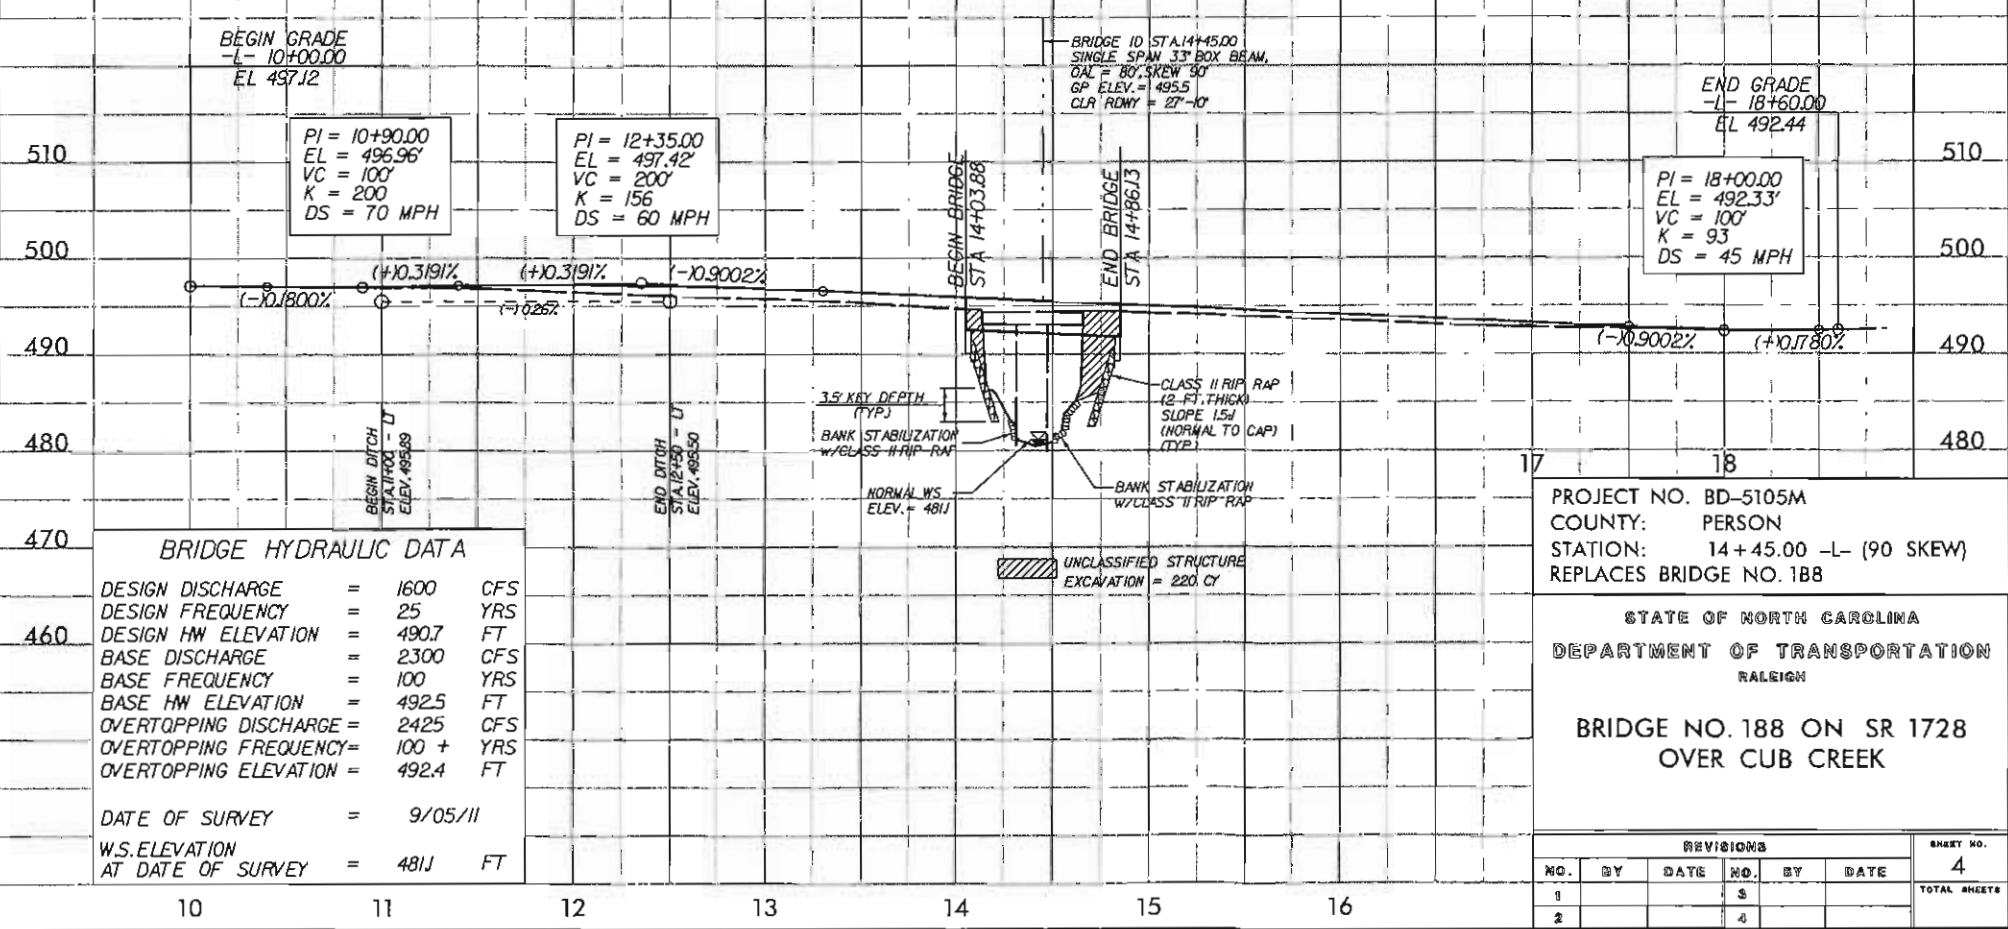 BEGIN GRADE
-L- 10+00.00
EL 497.12
PI = 10+90.00
EL = 496.96'
VC = 100'
K = 200
DS = 70 MPH
PI = 12+35.00
EL = 497.42'
VC = 200'
K = 156
DS = 60 MPH
BRIDGE ID STA.14+45.00
SINGLE SPAN 33" BOX BEAM,
OAL = 80', SKEW 90°
GP ELEV.= 495.5
CLR RDWY = 27'-10"
END GRADE
-L- 18+60.00
EL 492.44
PI = 18+00.00
EL = 492.33'
VC = 100'
K = 93
DS = 45 MPH
510
510
500
500
490
490
480
480
470
460
BEGIN BRIDGE
STA 14+03.88
END BRIDGE
STA 14+86.13
(-)0.1800%
(+)0.3191%
(+)0.3191%
(-)0.9002%
(-)0.26%
(-)0.9002%
(+)0.1780%
BEGIN DITCH
STA.11+00 - LT
ELEV.495.89
END DITCH
STA.12+50 - LT
ELEV.495.50
3.5' KEY DEPTH
(TYP.)
BANK STABILIZATION
W/CLASS II RIP RAP
NORMAL WS
ELEV.= 481.1
CLASS II RIP RAP
(2 FT.THICK)
SLOPE 1.5:1
(NORMAL TO CAP)
(TYP.)
BANK STABILIZATION
W/CLASS II RIP RAP
UNCLASSIFIED STRUCTURE
EXCAVATION = 220 CY
BRIDGE HYDRAULIC DATA
DESIGN DISCHARGE = 1600 CFS
DESIGN FREQUENCY = 25 YRS
DESIGN HW ELEVATION = 490.7 FT
BASE DISCHARGE = 2300 CFS
BASE FREQUENCY = 100 YRS
BASE HW ELEVATION = 492.5 FT
OVERTOPPING DISCHARGE = 2425 CFS
OVERTOPPING FREQUENCY= 100 + YRS
OVERTOPPING ELEVATION = 492.4 FT
DATE OF SURVEY = 9/05/11
W.S.ELEVATION
AT DATE OF SURVEY = 481.1 FT
10 11 12 13 14 15 16
17 18
PROJECT NO. BD-5105M
COUNTY: PERSON
STATION: 14+45.00 -L- (90 SKEW)
REPLACES BRIDGE NO. 188
STATE OF NORTH CAROLINA
DEPARTMENT OF TRANSPORTATION
RALEIGH
BRIDGE NO. 188 ON SR 1728
OVER CUB CREEK
REVISIONS
NO. BY DATE NO. BY DATE
1 3
2 4
SHEET NO.
4
TOTAL SHEETS